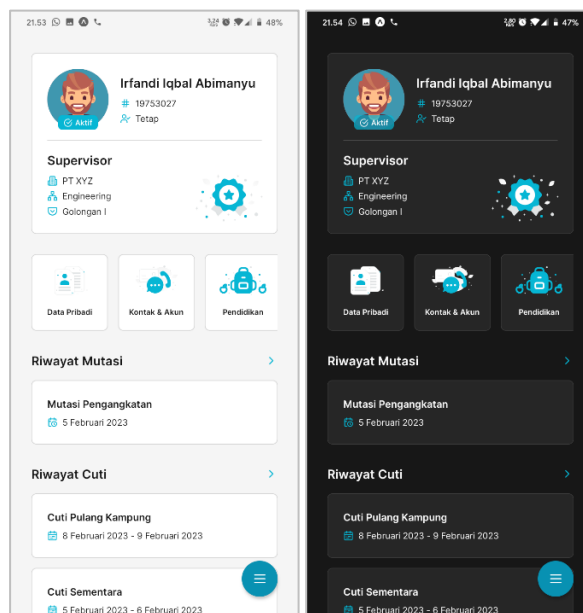 21.53 48%
Irfandi Iqbal Abimanyu
# 19753027
Aktif
Tetap
Supervisor
PT XYZ
Engineering
Golongan I
Data Pribadi
Kontak & Akun
Pendidikan
Riwayat Mutasi
Mutasi Pengangkatan
5 Februari 2023
Riwayat Cuti
Cuti Pulang Kampung
8 Februari 2023 - 9 Februari 2023
Cuti Sementara
5 Februari 2023 - 6 Februari 2023
21.54 47%
Irfandi Iqbal Abimanyu
# 19753027
Aktif
Tetap
Supervisor
PT XYZ
Engineering
Golongan I
Data Pribadi
Kontak & Akun
Pendidikan
Riwayat Mutasi
Mutasi Pengangkatan
5 Februari 2023
Riwayat Cuti
Cuti Pulang Kampung
8 Februari 2023 - 9 Februari 2023
Cuti Sementara
5 Februari 2023 - 6 Februari 2023